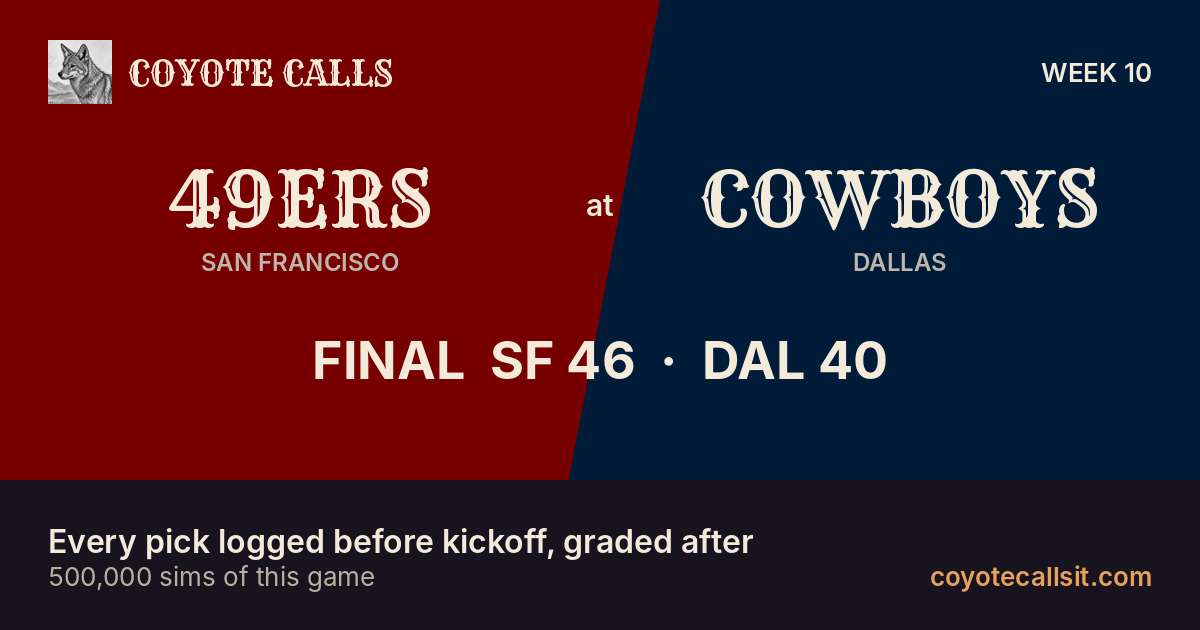 COYOTE CALLS
WEEK 10
49ERS at COWBOYS
SAN FRANCISCO DALLAS
FINAL SF 46 · DAL 40
Every pick logged before kickoff, graded after
500,000 sims of this game
coyotecallsit.com